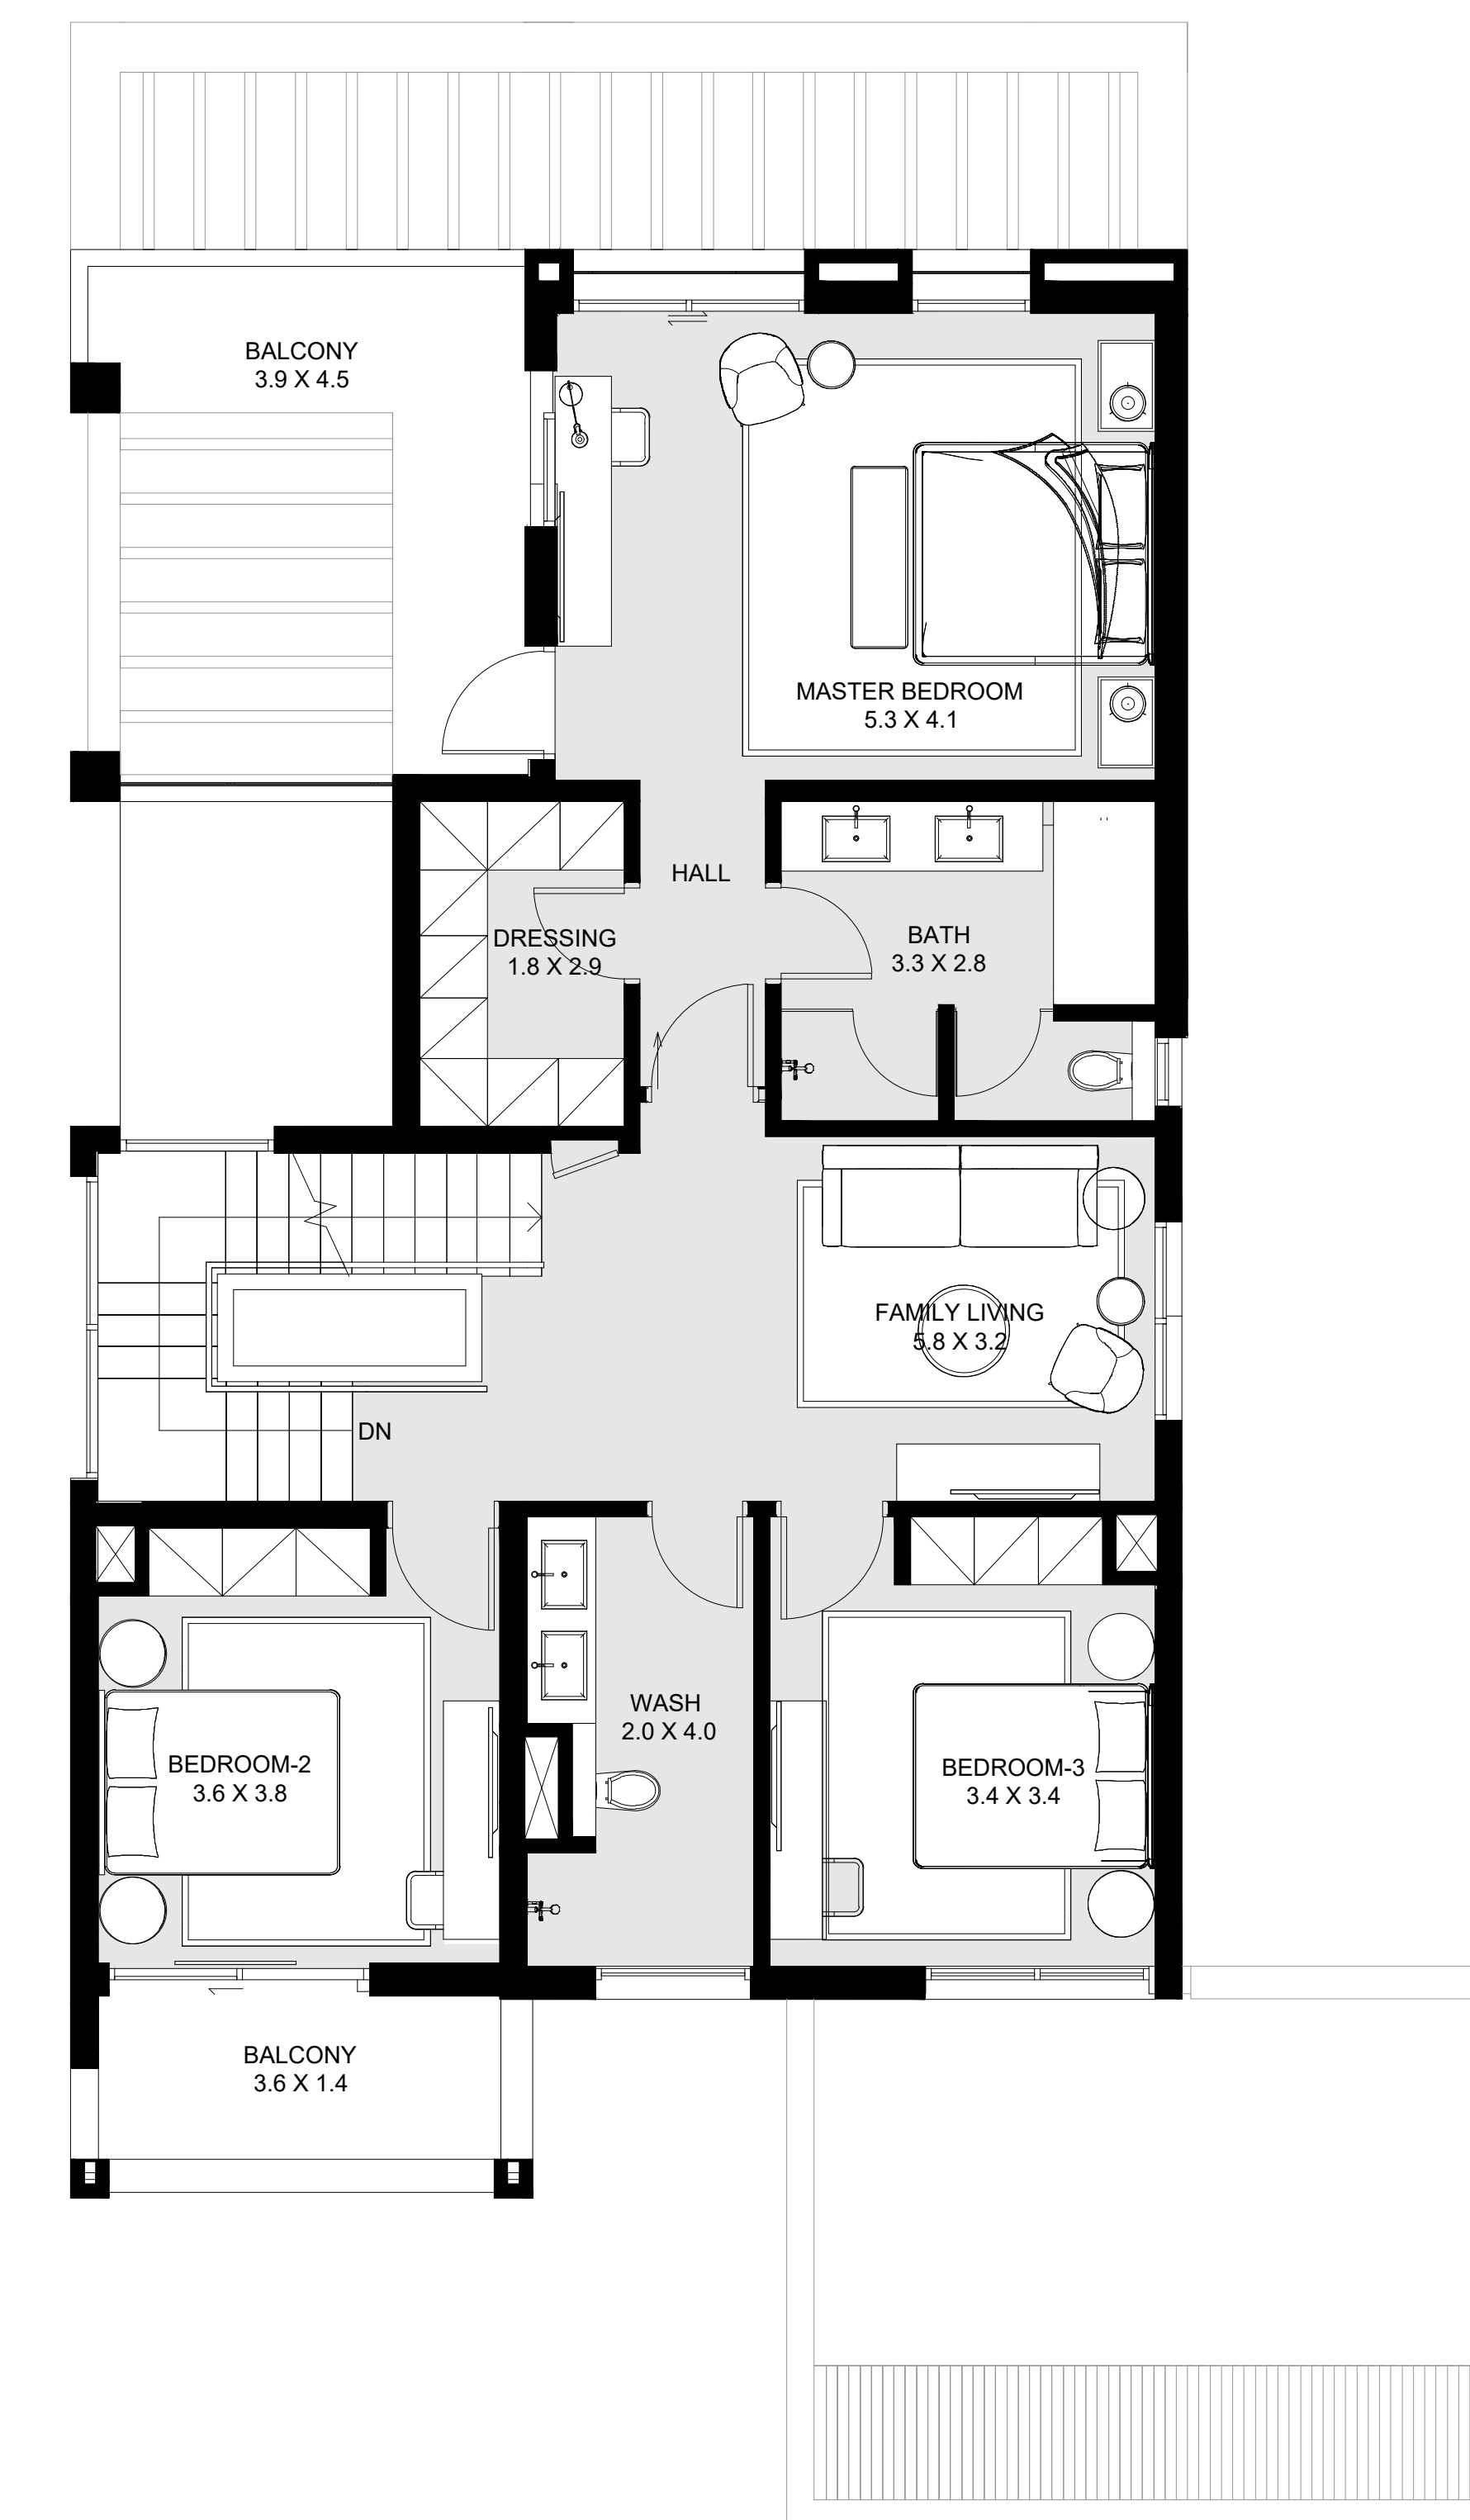 BALCONY
3.9 X 4.5
MASTER BEDROOM
5.3 X 4.1
HALL
DRESSING
1.8 X 2.9
BATH
3.3 X 2.8
FAMILY LIVING
5.8 X 3.2
DN
WASH
2.0 X 4.0
BEDROOM-2
3.6 X 3.8
BEDROOM-3
3.4 X 3.4
BALCONY
3.6 X 1.4